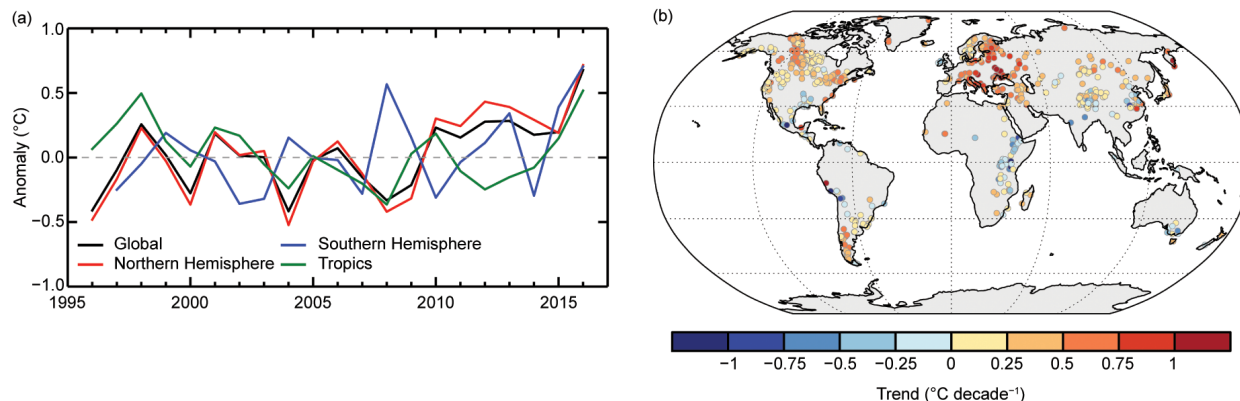 (a)
1.0
0.5
0.0
−0.5
−1.0
Anomaly (°C)
Global
Northern Hemisphere
Southern Hemisphere
Tropics
1995 2000 2005 2010 2015
(b)
−1 −0.75 −0.5 −0.25 0 0.25 0.5 0.75 1
Trend (°C decade⁻¹)